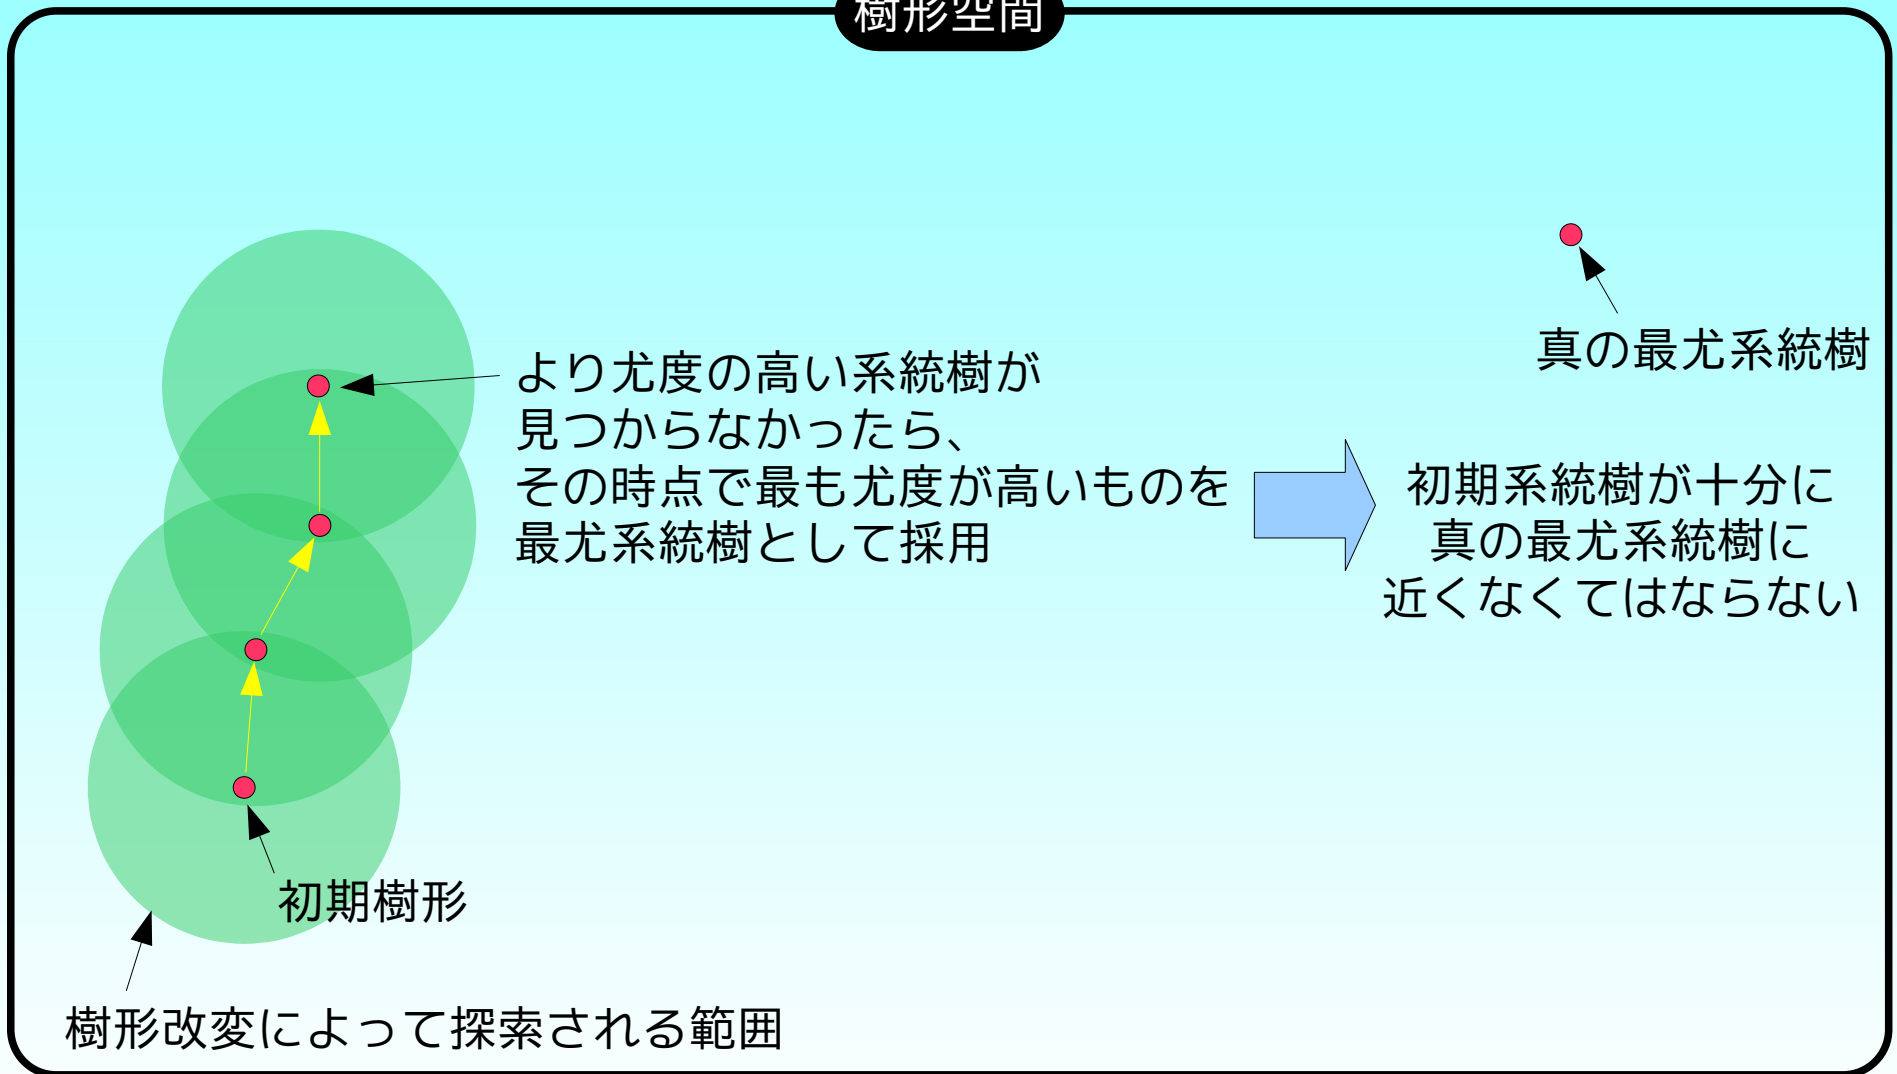 樹形空間
より尤度の高い系統樹が
見つからなかったら、
その時点で最も尤度が高いものを
最尤系統樹として採用
真の最尤系統樹
初期系統樹が十分に
真の最尤系統樹に
近くなくてはならない
初期樹形
樹形改変によって探索される範囲